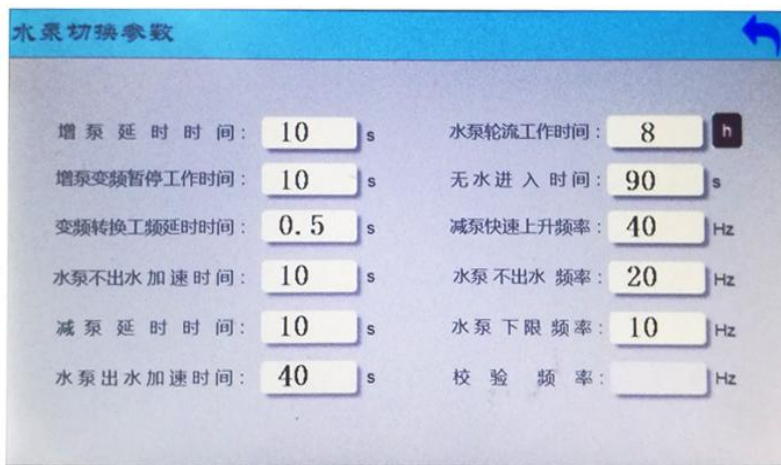 水泵切换参数
增泵延时时间: 10 s 水泵轮流工作时间: 8 h
增泵变频暂停工作时间: 10 s 无水进入时间: 90 s
变频转换工频延时时间: 0.5 s 减泵快速上升频率: 40 Hz
水泵不出水加速时间: 10 s 水泵不出水频率: 20 Hz
减泵延时时间: 10 s 水泵下限频率: 10 Hz
水泵出水加速时间: 40 s 校验频率: Hz